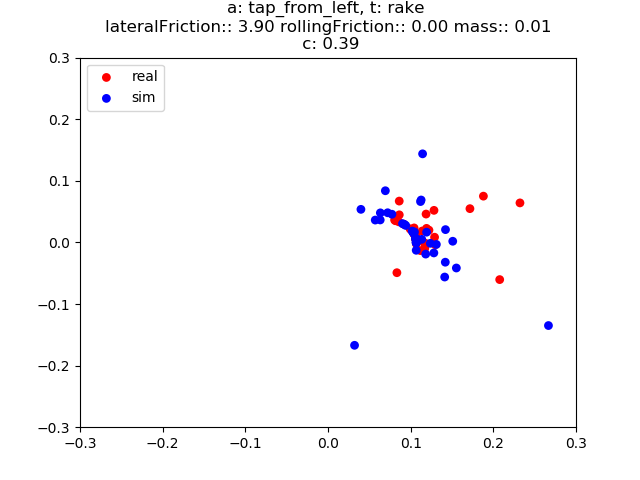 a: tap_from_left, t: rake
lateralFriction:: 3.90 rollingFriction:: 0.00 mass:: 0.01
c: 0.39
real
sim
0.3
0.2
0.1
0.0
−0.1
−0.2
−0.3
−0.3 −0.2 −0.1 0.0 0.1 0.2 0.3